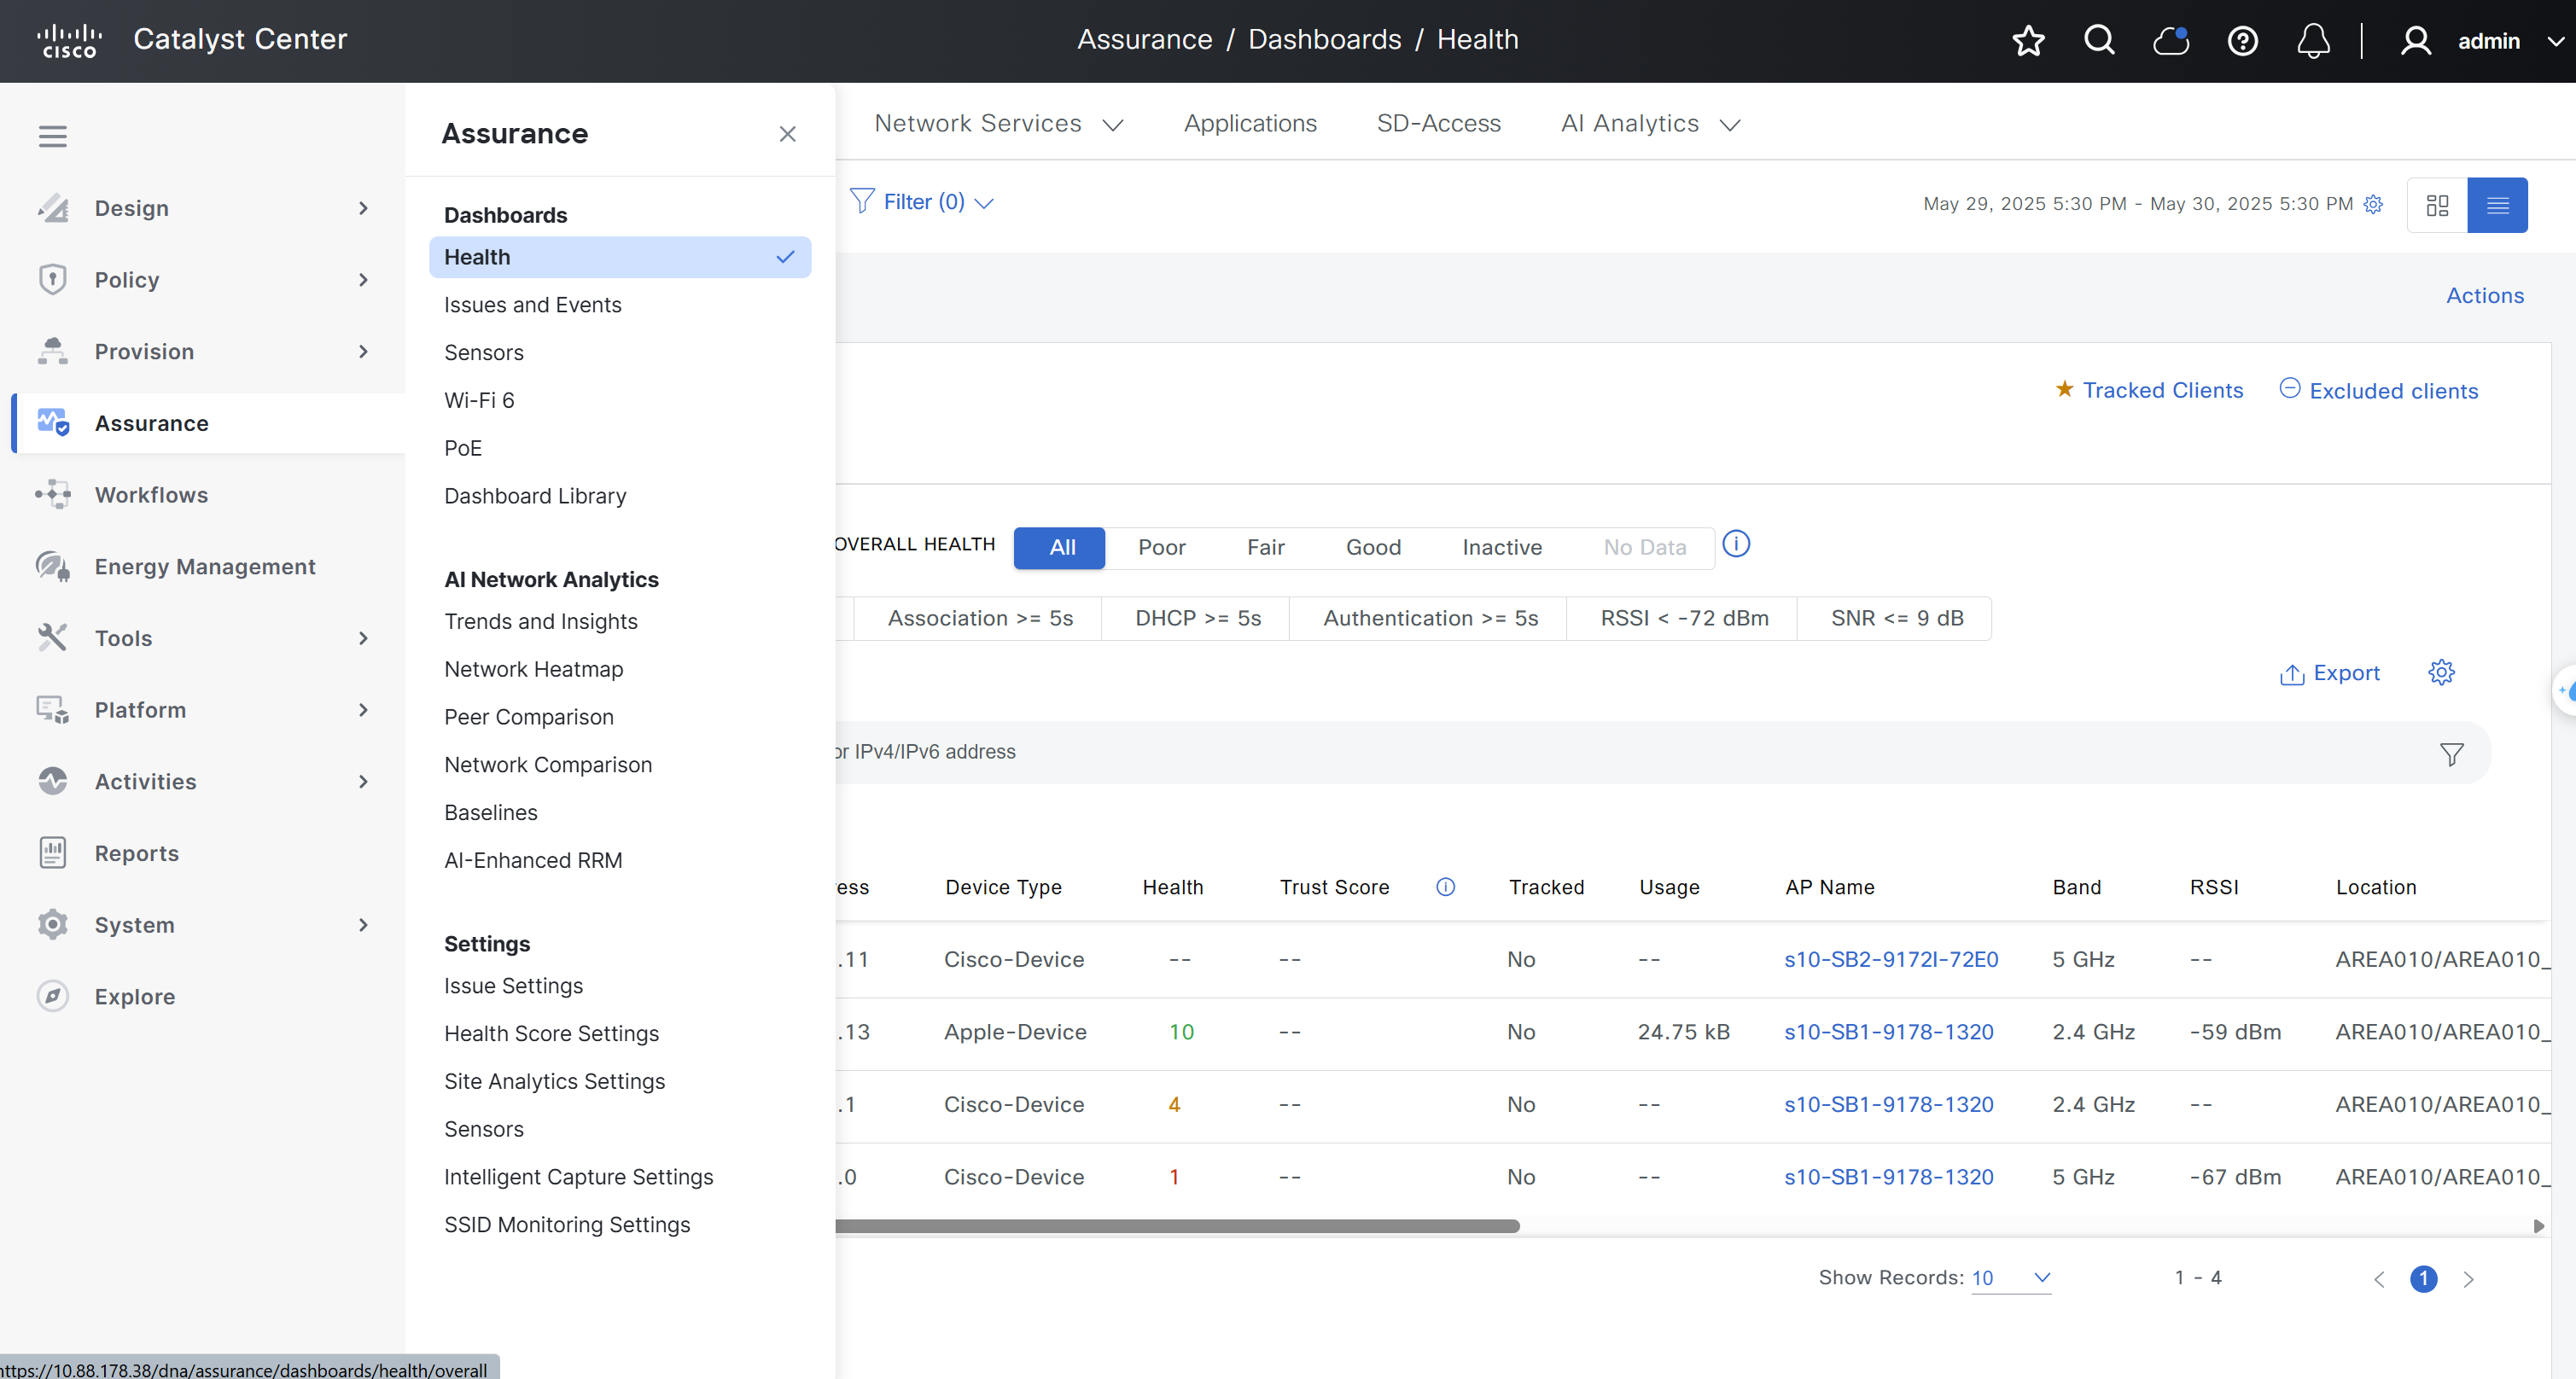 cisco
Catalyst Center
Assurance / Dashboards / Health
admin
Design
Policy
Provision
Assurance
Workflows
Energy Management
Tools
Platform
Activities
Reports
System
Explore
Assurance
Dashboards
Health
Issues and Events
Sensors
Wi-Fi 6
PoE
Dashboard Library
AI Network Analytics
Trends and Insights
Network Heatmap
Peer Comparison
Network Comparison
Baselines
AI-Enhanced RRM
Settings
Issue Settings
Health Score Settings
Site Analytics Settings
Sensors
Intelligent Capture Settings
SSID Monitoring Settings
Network Services Applications SD-Access AI Analytics
Filter (0)
May 29, 2025 5:30 PM - May 30, 2025 5:30 PM
Actions
Tracked Clients Excluded clients
OVERALL HEALTH All Poor Fair Good Inactive No Data
Association >= 5s DHCP >= 5s Authentication >= 5s RSSI < -72 dBm SNR <= 9 dB
Export
or IPv4/IPv6 address
ess Device Type Health Trust Score Tracked Usage AP Name Band RSSI Location
.11 Cisco-Device -- -- No -- s10-SB2-9172I-72E0 5 GHz -- AREA010/AREA010_
.13 Apple-Device 10 -- No 24.75 kB s10-SB1-9178-1320 2.4 GHz -59 dBm AREA010/AREA010_
.1 Cisco-Device 4 -- No -- s10-SB1-9178-1320 2.4 GHz -- AREA010/AREA010_
.0 Cisco-Device 1 -- No -- s10-SB1-9178-1320 5 GHz -67 dBm AREA010/AREA010_
Show Records: 10 1 - 4 1
https://10.88.178.38/dna/assurance/dashboards/health/overall